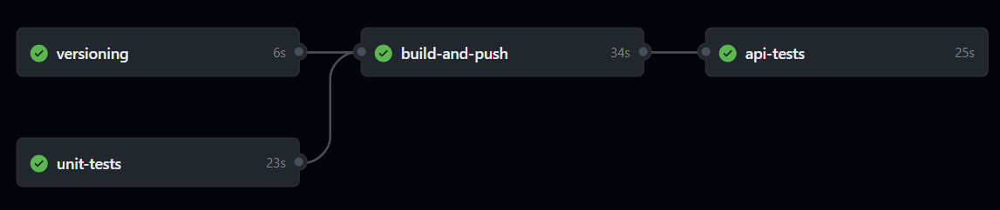 versioning 6s
build-and-push 34s
api-tests 25s
unit-tests 23s